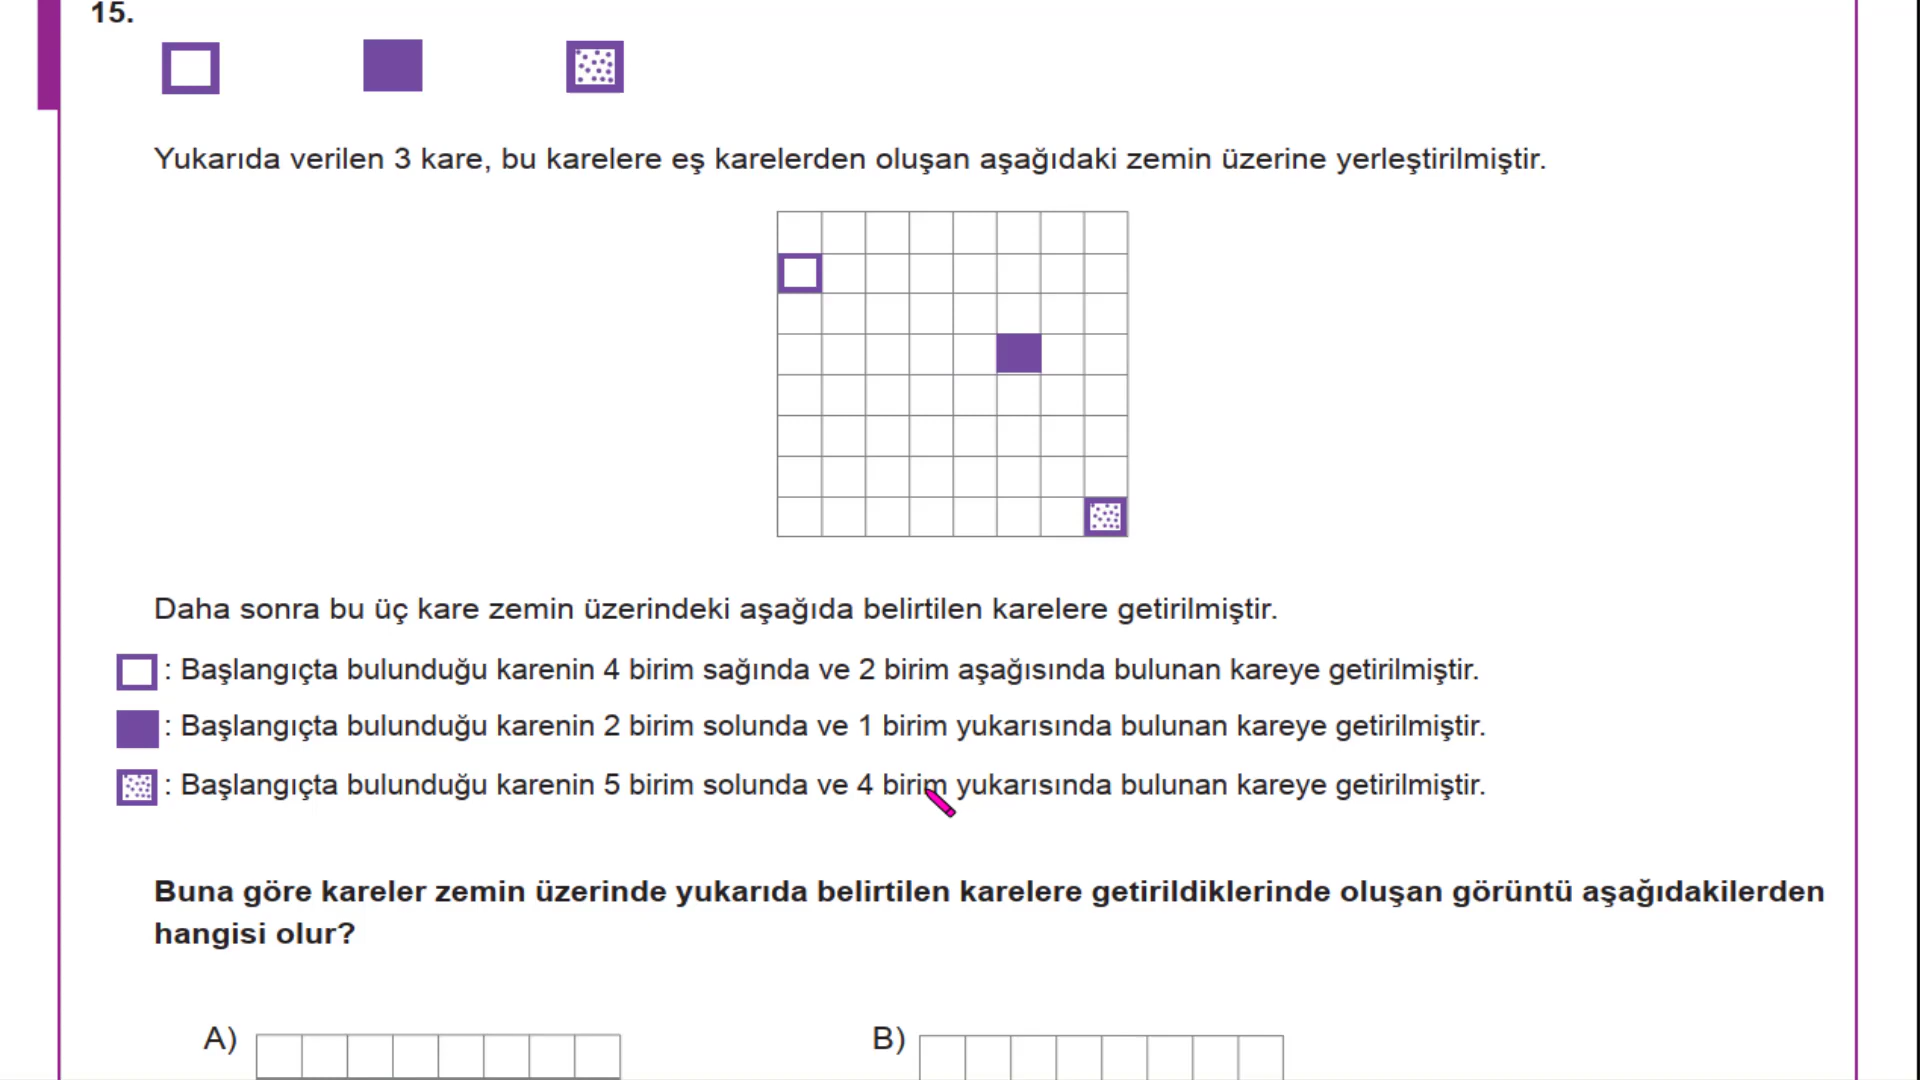 15.
Yukarıda verilen 3 kare, bu karelere eş karelerden oluşan aşağıdaki zemin üzerine yerleştirilmiştir.
Daha sonra bu üç kare zemin üzerindeki aşağıda belirtilen karelere getirilmiştir.
: Başlangıçta bulunduğu karenin 4 birim sağında ve 2 birim aşağısında bulunan kareye getirilmiştir.
: Başlangıçta bulunduğu karenin 2 birim solunda ve 1 birim yukarısında bulunan kareye getirilmiştir.
: Başlangıçta bulunduğu karenin 5 birim solunda ve 4 birim yukarısında bulunan kareye getirilmiştir.
Buna göre kareler zemin üzerinde yukarıda belirtilen karelere getirildiklerinde oluşan görüntü aşağıdakilerden
hangisi olur?
A) B)